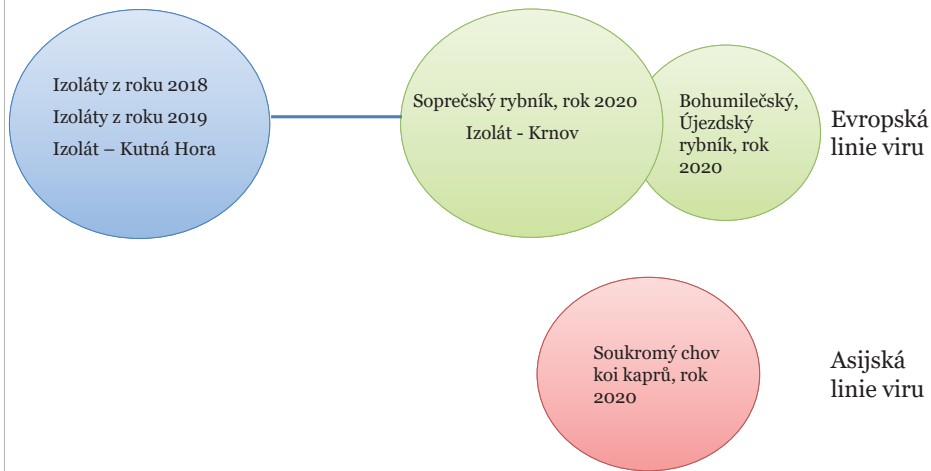 Izoláty z roku 2018
Izoláty z roku 2019
Izolát – Kutná Hora
Soprečský rybník, rok 2020
Izolát - Krnov
Bohumilečský,
Újezdský
rybník, rok
2020
Evropská
linie viru
Soukromý chov
koi kaprů, rok
2020
Asijská
linie viru